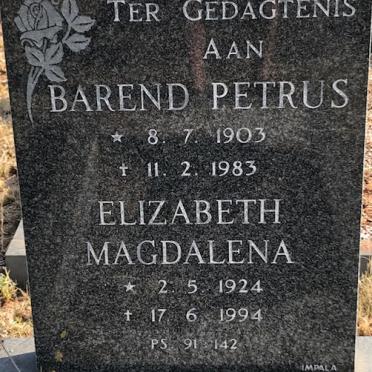 TER GEDAGTENIS
AAN
BAREND PETRUS
★ 8. 7. 1903
† 11. 2. 1983
ELIZABETH
MAGDALENA
★ 2. 5. 1924
† 17. 6. 1994
PS. 91 : 142
IMPALA